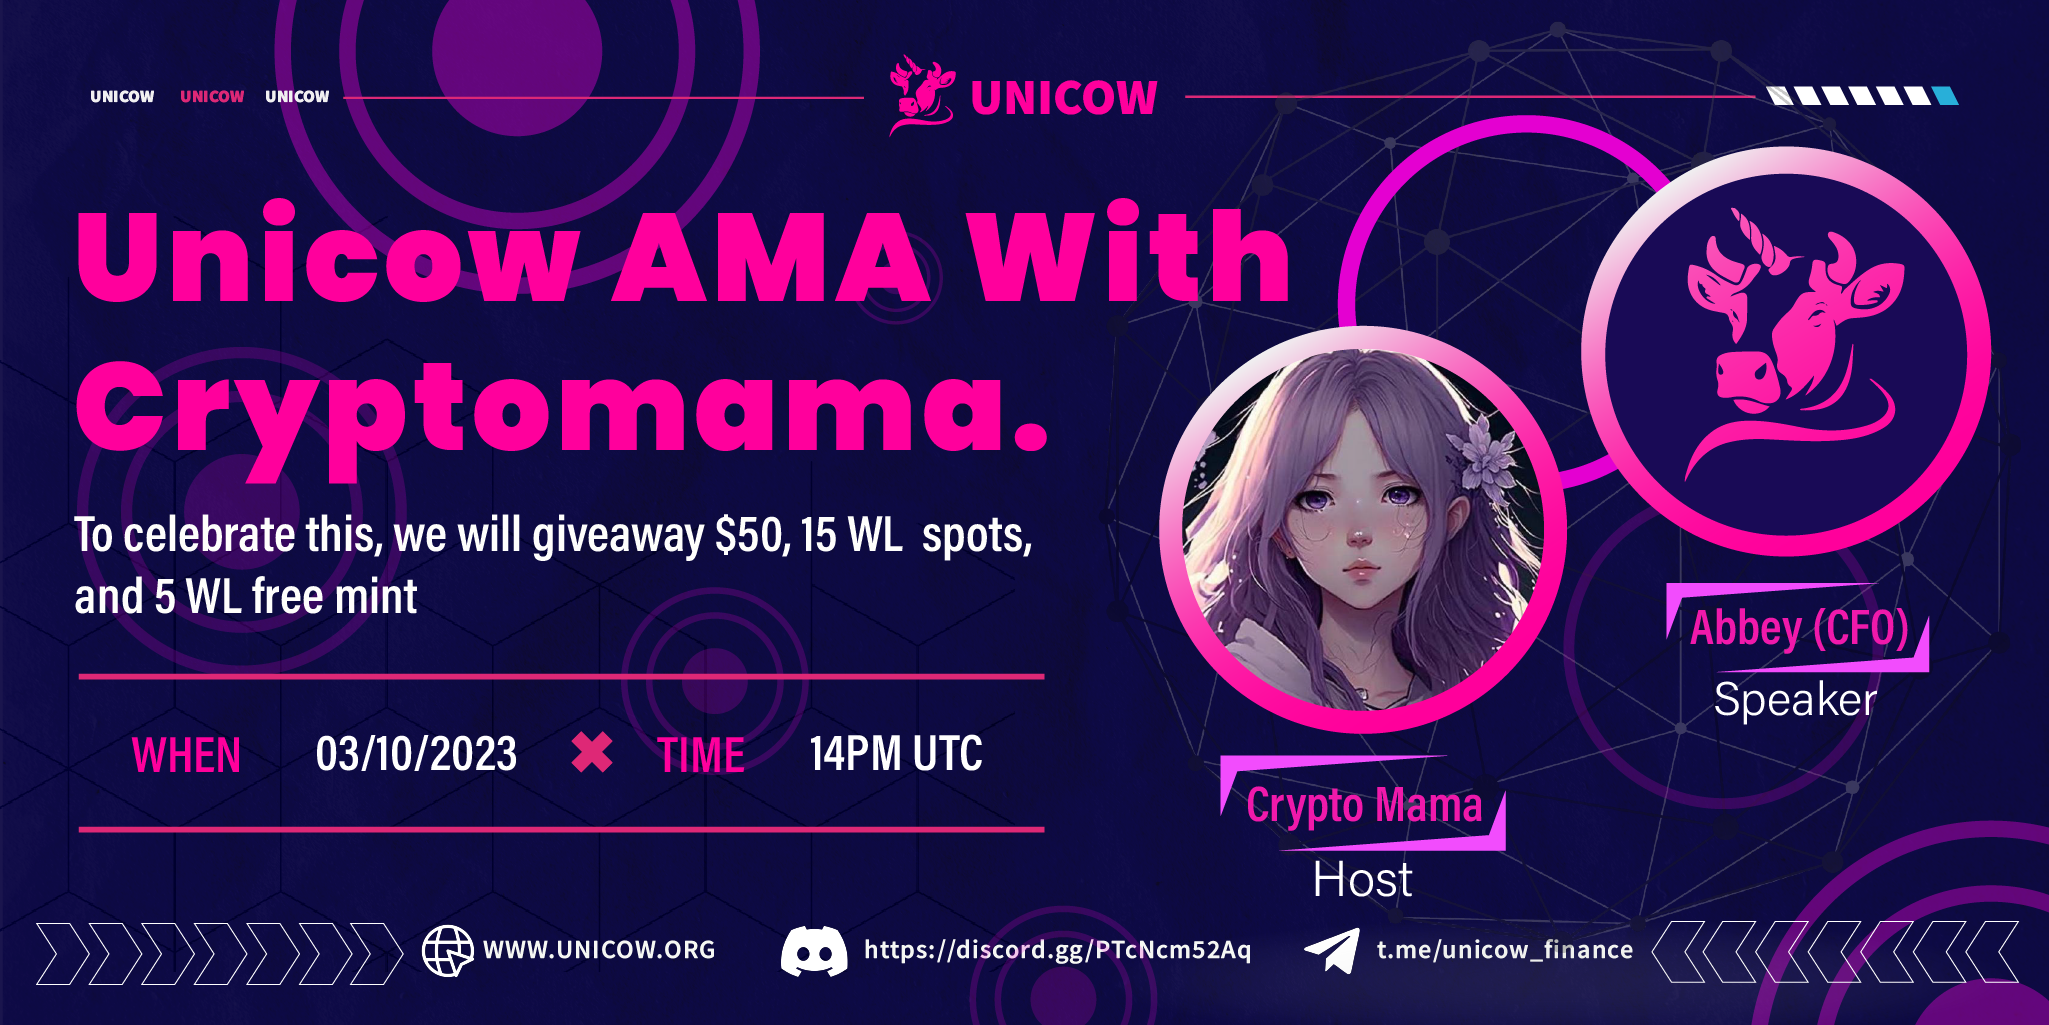 UNICOW UNICOW UNICOW
UNICOW
Unicow AMA With
Cryptomama.
To celebrate this, we will giveaway $50, 15 WL spots,
and 5 WL free mint
WHEN 03/10/2023 TIME 14PM UTC
Abbey (CFO)
Speaker
Crypto Mama
Host
WWW.UNICOW.ORG https://discord.gg/PTcNcm52Aq t.me/unicow_finance